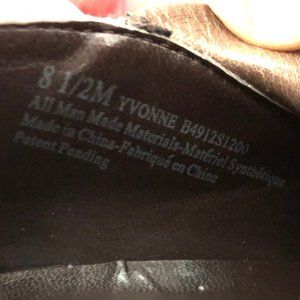 8 1/2M YVONNE B4912S1200
All Man Made Materials-Matériel Synthétique
Made in China-Fabriqué en Chine
Patent Pending